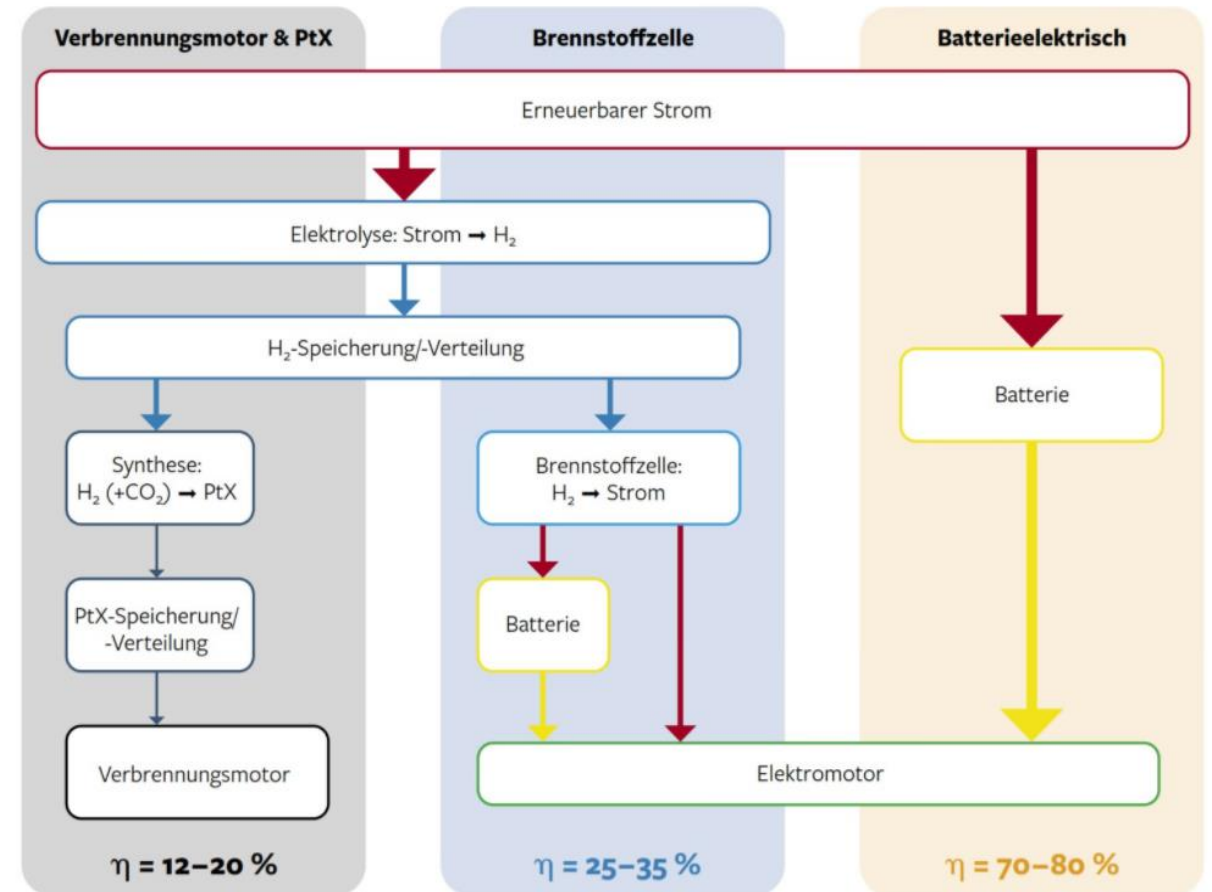 Verbrennungsmotor & PtX
Brennstoffzelle
Batterieelektrisch
Erneuerbarer Strom
Elektrolyse: Strom ➞ H₂
H₂-Speicherung/-Verteilung
Batterie
Synthese:
H₂ (+CO₂) ➞ PtX
Brennstoffzelle:
H₂ ➞ Strom
PtX-Speicherung/
-Verteilung
Batterie
Verbrennungsmotor
Elektromotor
η = 12–20 %
η = 25–35 %
η = 70–80 %